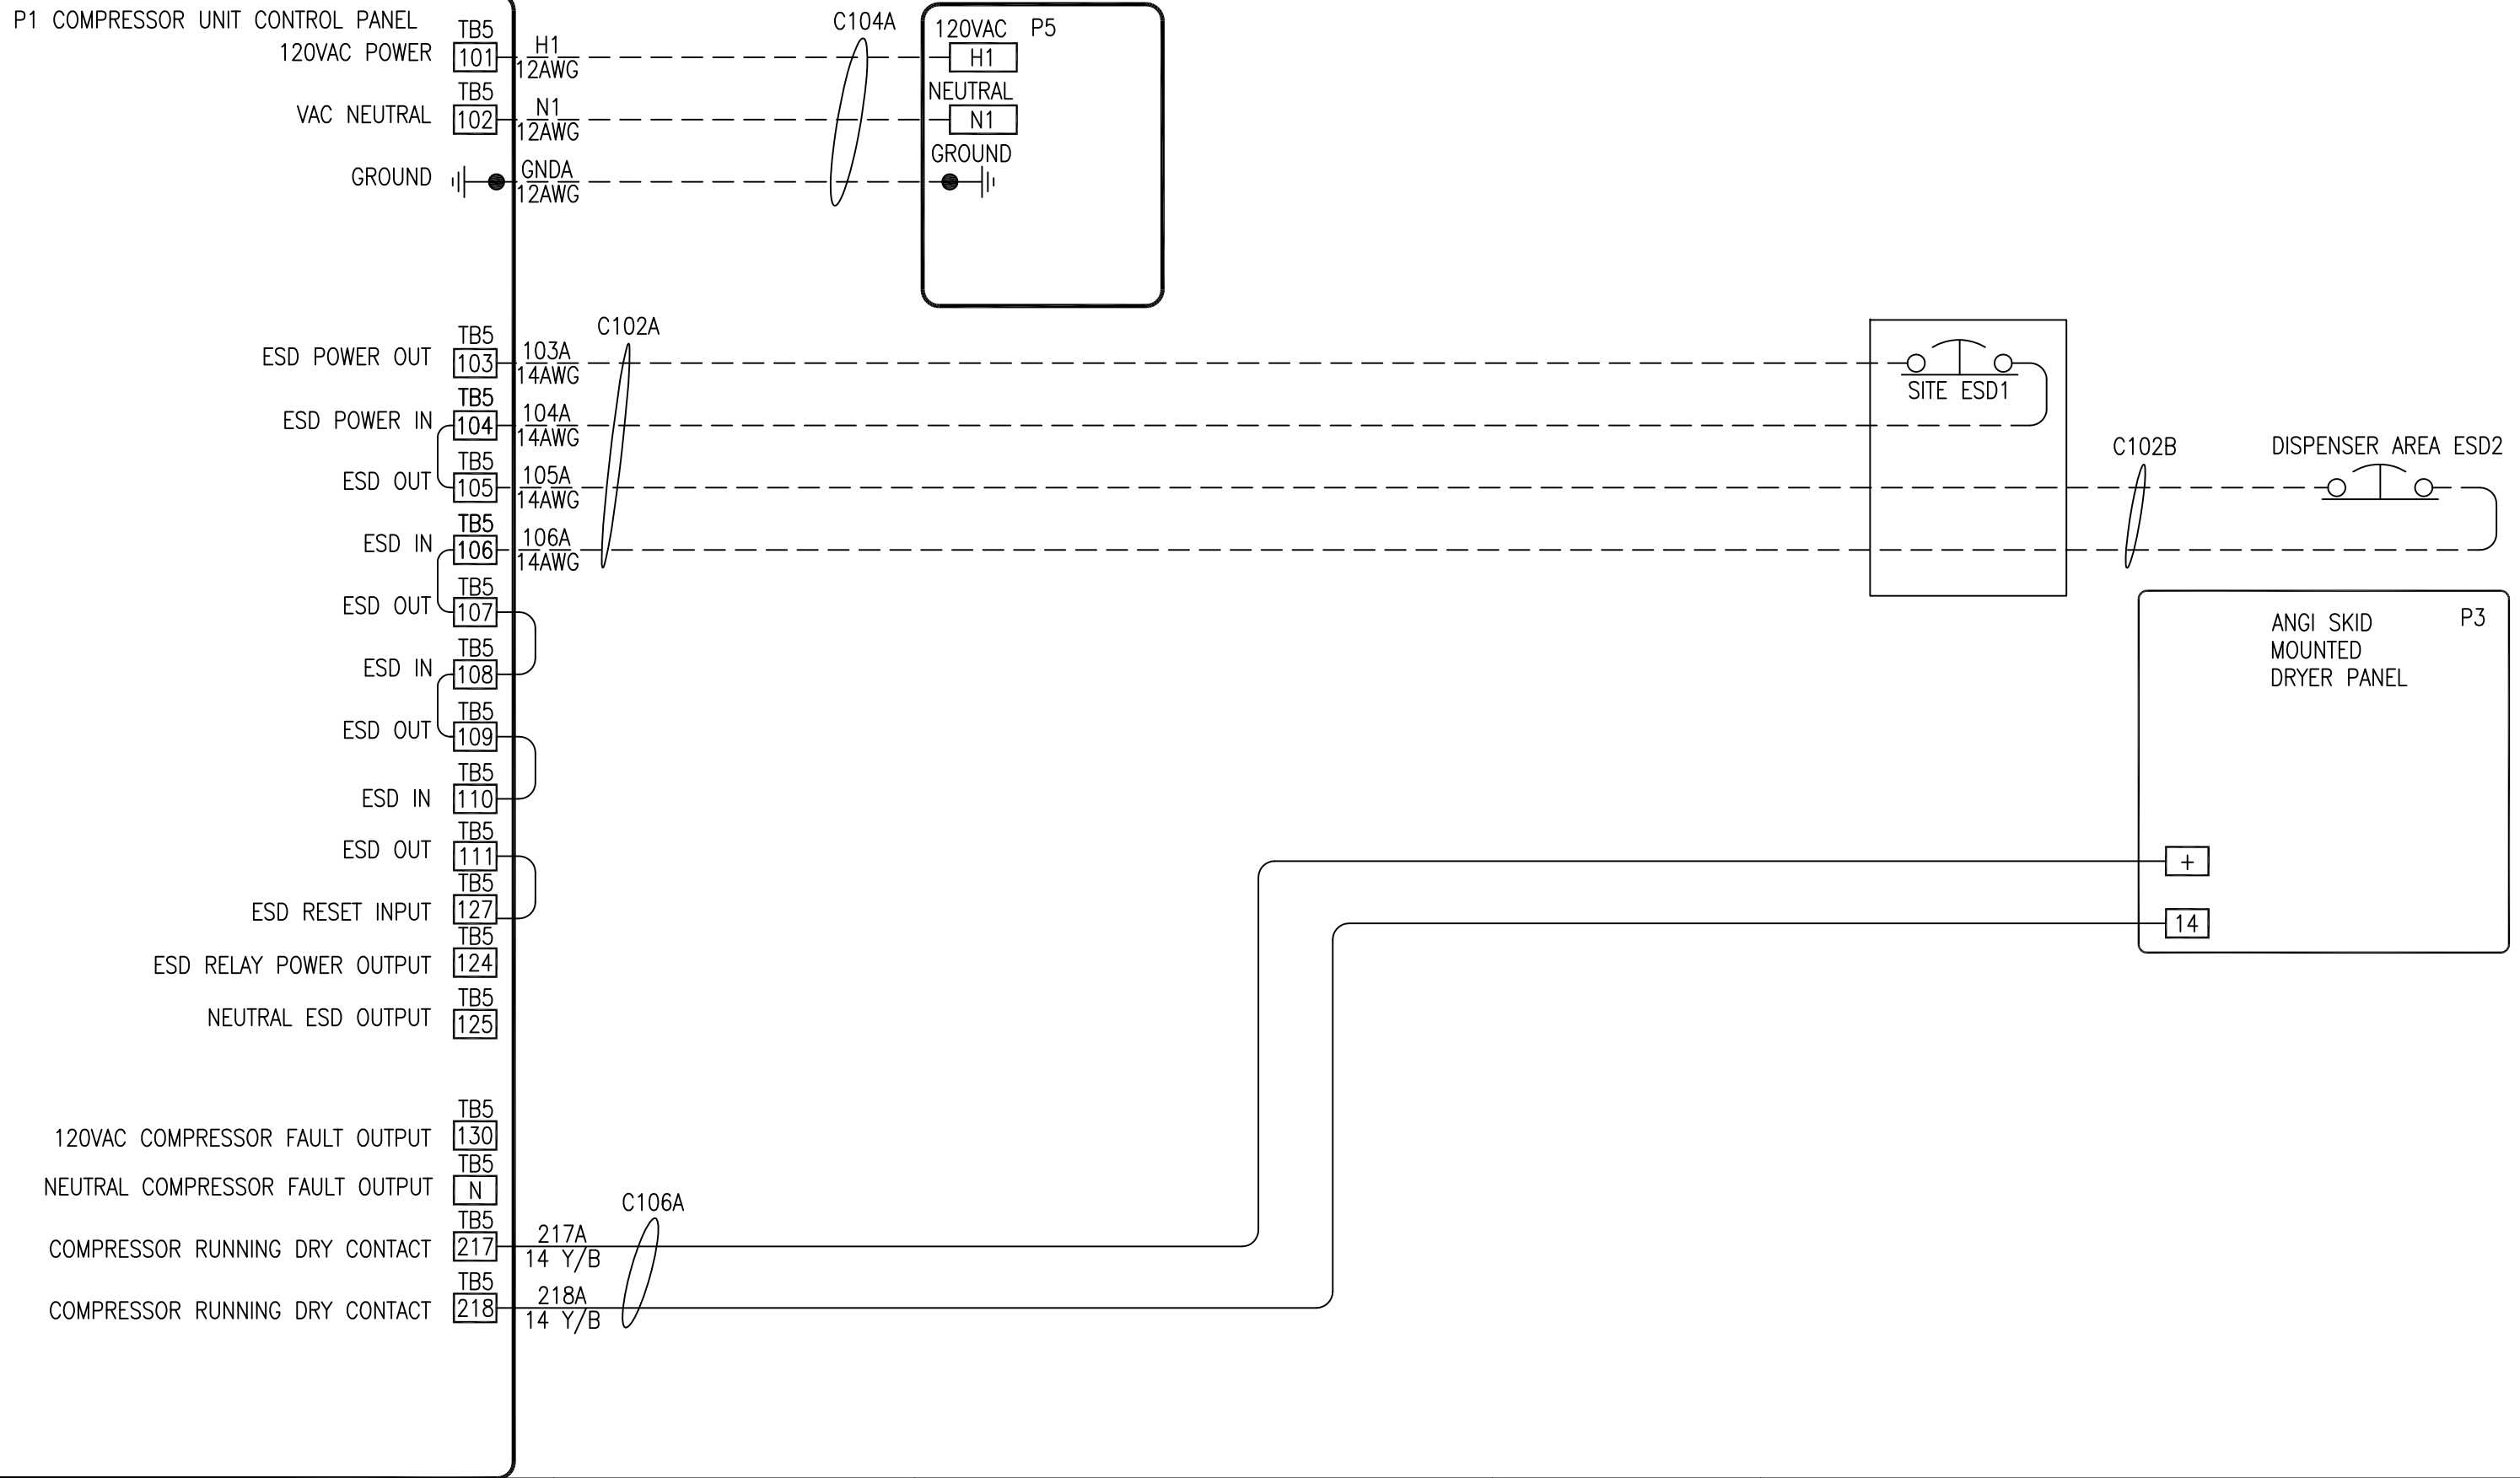 P1 COMPRESSOR UNIT CONTROL PANEL
120VAC POWER
TB5
101
H1
12AWG
VAC NEUTRAL
TB5
102
N1
12AWG
GROUND
GNDA
12AWG
C104A
120VAC P5
H1
NEUTRAL
N1
GROUND
ESD POWER OUT
TB5
103
103A
14AWG
C102A
ESD POWER IN
TB5
104
104A
14AWG
ESD OUT
TB5
105
105A
14AWG
ESD IN
TB5
106
106A
14AWG
SITE ESD1
C102B
DISPENSER AREA ESD2
ESD OUT
TB5
107
ESD IN
TB5
108
ESD OUT
TB5
109
ESD IN
TB5
110
ESD OUT
TB5
111
ESD RESET INPUT
TB5
127
ESD RELAY POWER OUTPUT
TB5
124
NEUTRAL ESD OUTPUT
TB5
125
ANGI SKID
MOUNTED
DRYER PANEL
P3
+
14
120VAC COMPRESSOR FAULT OUTPUT
TB5
130
NEUTRAL COMPRESSOR FAULT OUTPUT
TB5
N
COMPRESSOR RUNNING DRY CONTACT
TB5
217
217A
14 Y/B
C106A
COMPRESSOR RUNNING DRY CONTACT
TB5
218
218A
14 Y/B